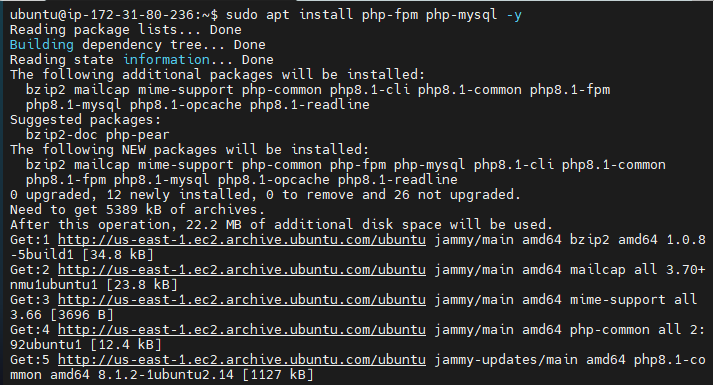 ubuntu@ip-172-31-80-236:~$ sudo apt install php-fpm php-mysql -y
Reading package lists... Done
Building dependency tree... Done
Reading state information... Done
The following additional packages will be installed:
  bzip2 mailcap mime-support php-common php8.1-cli php8.1-common php8.1-fpm
  php8.1-mysql php8.1-opcache php8.1-readline
Suggested packages:
  bzip2-doc php-pear
The following NEW packages will be installed:
  bzip2 mailcap mime-support php-common php-fpm php-mysql php8.1-cli php8.1-common
  php8.1-fpm php8.1-mysql php8.1-opcache php8.1-readline
0 upgraded, 12 newly installed, 0 to remove and 26 not upgraded.
Need to get 5389 kB of archives.
After this operation, 22.2 MB of additional disk space will be used.
Get:1 http://us-east-1.ec2.archive.ubuntu.com/ubuntu jammy/main amd64 bzip2 amd64 1.0.8
-5build1 [34.8 kB]
Get:2 http://us-east-1.ec2.archive.ubuntu.com/ubuntu jammy/main amd64 mailcap all 3.70+
nmu1ubuntu1 [23.8 kB]
Get:3 http://us-east-1.ec2.archive.ubuntu.com/ubuntu jammy/main amd64 mime-support all
3.66 [3696 B]
Get:4 http://us-east-1.ec2.archive.ubuntu.com/ubuntu jammy/main amd64 php-common all 2:
92ubuntu1 [12.4 kB]
Get:5 http://us-east-1.ec2.archive.ubuntu.com/ubuntu jammy-updates/main amd64 php8.1-co
mmon amd64 8.1.2-1ubuntu2.14 [1127 kB]